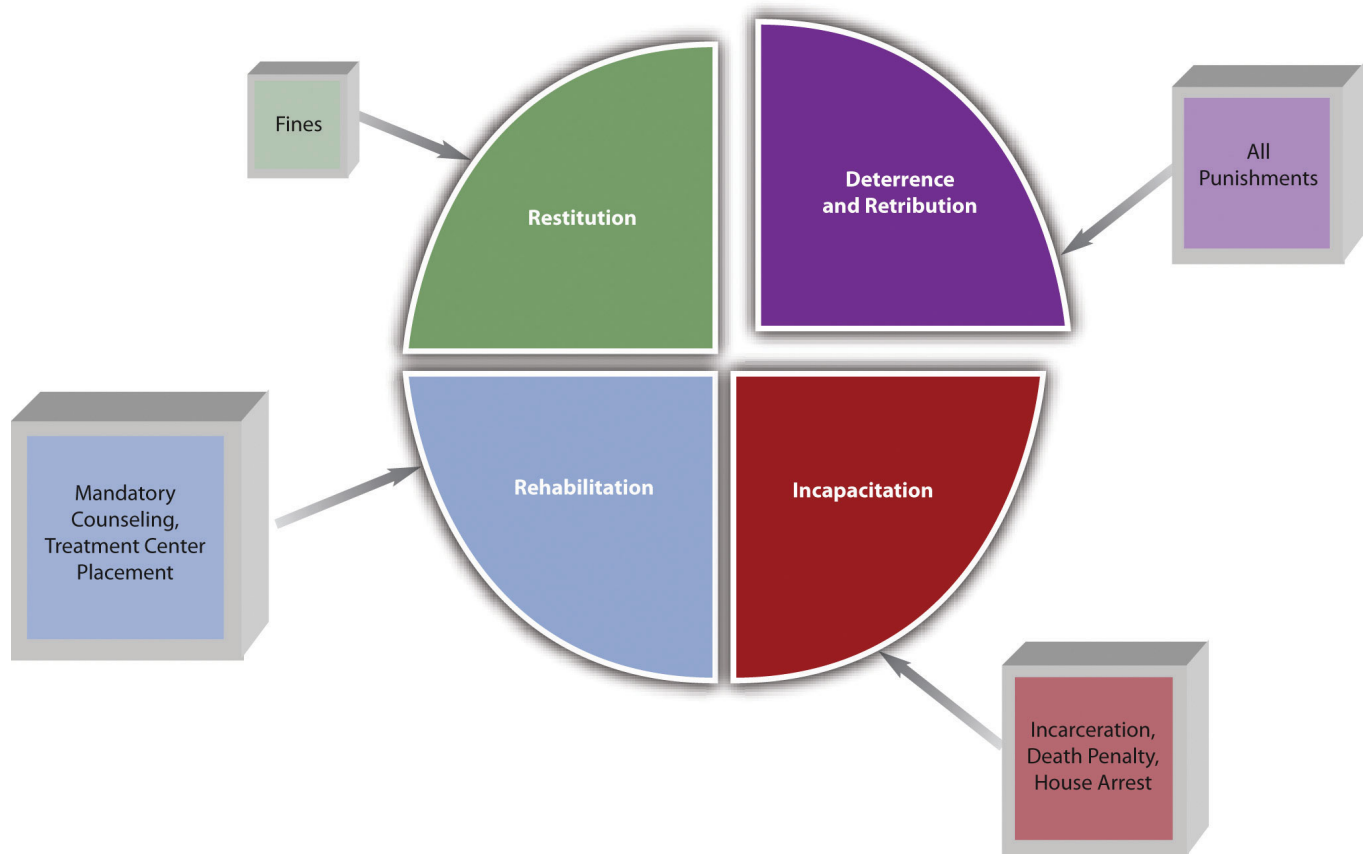 Fines
Restitution
Deterrence
and Retribution
All
Punishments
Mandatory
Counseling,
Treatment Center
Placement
Rehabilitation
Incapacitation
Incarceration,
Death Penalty,
House Arrest